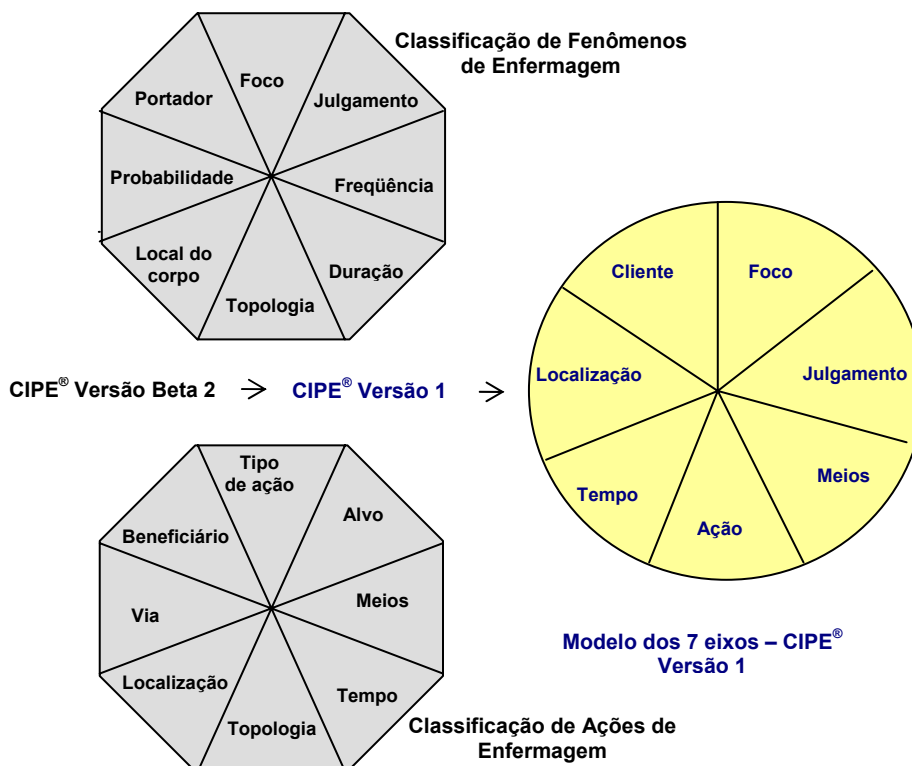 Classificação de Fenômenos
de Enfermagem
Foco
Julgamento
Portador
Probabilidade
Freqüência
Local do
corpo
Duração
Topologia
CIPE® Versão Beta 2
CIPE® Versão 1
Cliente
Foco
Localização
Julgamento
Meios
Tempo
Ação
Modelo dos 7 eixos – CIPE®
Versão 1
Tipo
de ação
Alvo
Beneficiário
Meios
Via
Localização
Tempo
Topologia
Classificação de Ações de
Enfermagem